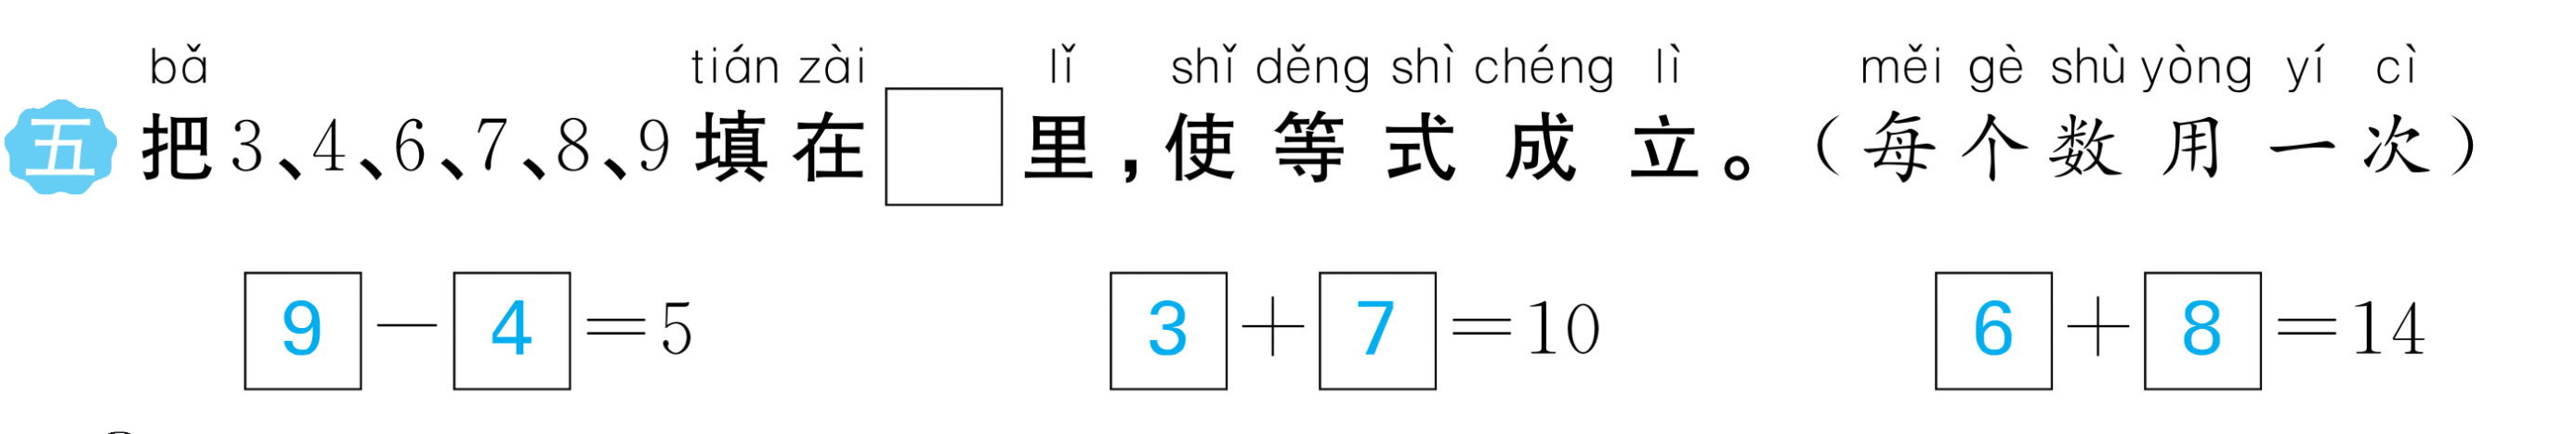 bǎ tián zài lǐ shǐ děng shì chéng lì měi gè shù yòng yí cì
五 把3、4、6、7、8、9填在□里,使等式成立。(每个数用一次)
9-4=5 3+7=10 6+8=14